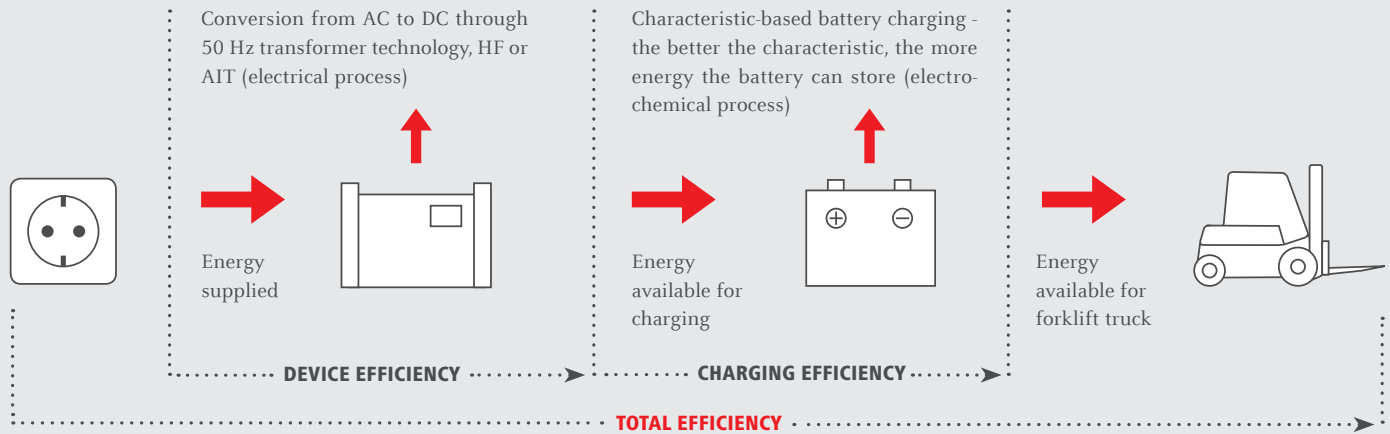 Conversion from AC to DC through
50 Hz transformer technology, HF or
AIT (electrical process)
Characteristic-based battery charging -
the better the characteristic, the more
energy the battery can store (electro-
chemical process)
Energy
supplied
Energy
available for
charging
Energy
available for
forklift truck
DEVICE EFFICIENCY
CHARGING EFFICIENCY
TOTAL EFFICIENCY